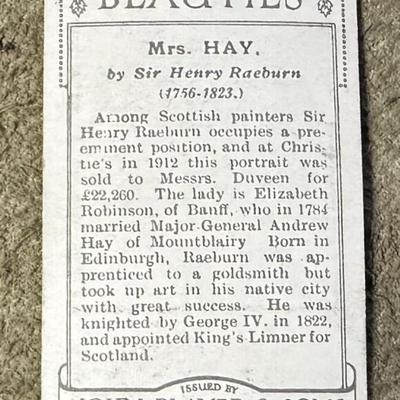 BEAUTIES
Mrs. HAY.
by Sir Henry Raeburn
(1756-1823.)
Among Scottish painters Sir
Henry Raeburn occupies a pre-
eminent position, and at Chris-
tie's in 1912 this portrait was
sold to Messrs. Duveen for
£22,260. The lady is Elizabeth
Robinson, of Banff, who in 1784
married Major-General Andrew
Hay of Mountblairy Born in
Edinburgh, Raeburn was ap-
prenticed to a goldsmith but
took up art in his native city
with great success. He was
knighted by George IV. in 1822,
and appointed King's Limner for
Scotland.
ISSUED BY
JOHN PLAYER & SONS